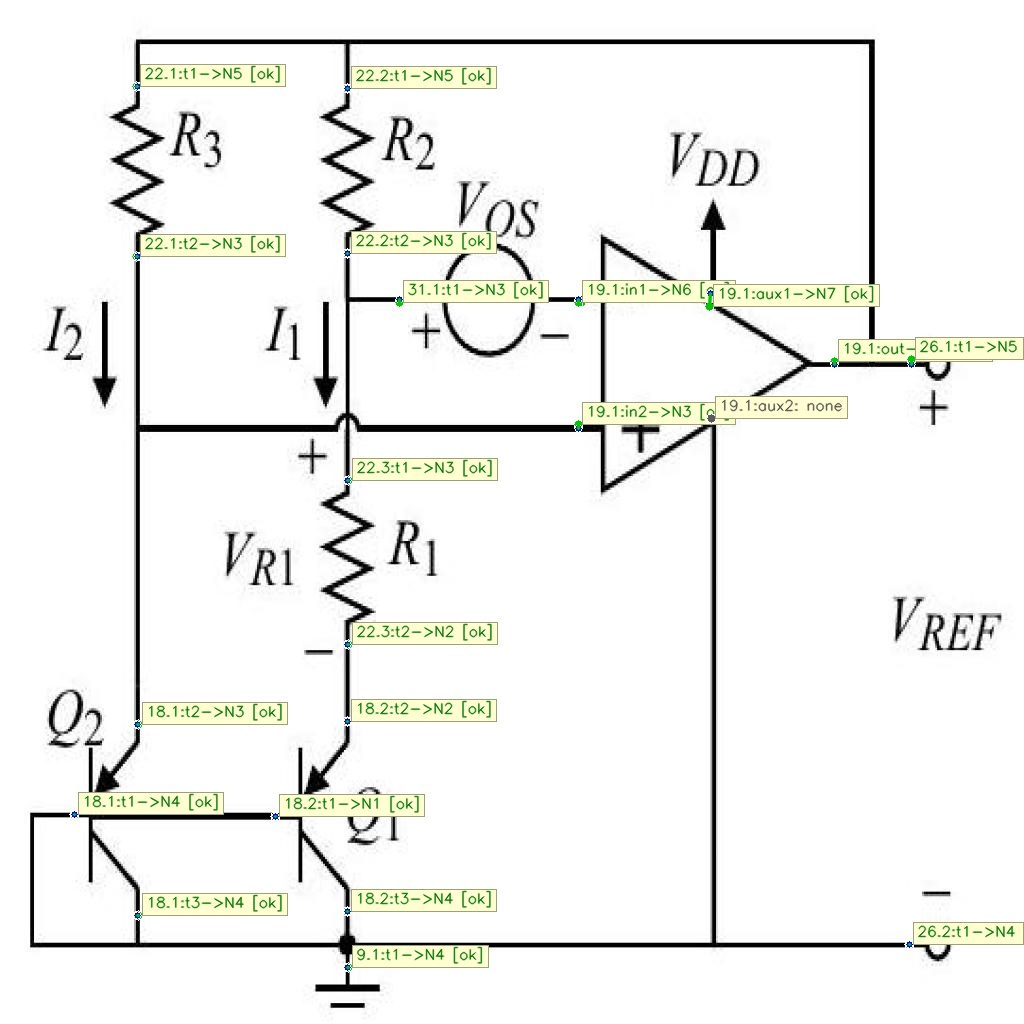 22.1:t1->N5 [ok]
22.2:t1->N5 [ok]
R3
R2
VDD
VOS
22.1:t2->N3 [ok]
22.2:t2->N3 [ok]
31.1:t1->N3 [ok]
19.1:in1->N6 [
19.1:aux1->N7 [ok]
I2
I1
+
−
19.1:out-
26.1:t1->N5
19.1:in2->N3 [
19.1:aux2: none
+
+
+
22.3:t1->N3 [ok]
VR1
R1
VREF
22.3:t2->N2 [ok]
−
Q2
18.1:t2->N3 [ok]
18.2:t2->N2 [ok]
18.1:t1->N4 [ok]
18.2:t1->N1 [ok]
Q1
18.1:t3->N4 [ok]
18.2:t3->N4 [ok]
−
26.2:t1->N4
9.1:t1->N4 [ok]